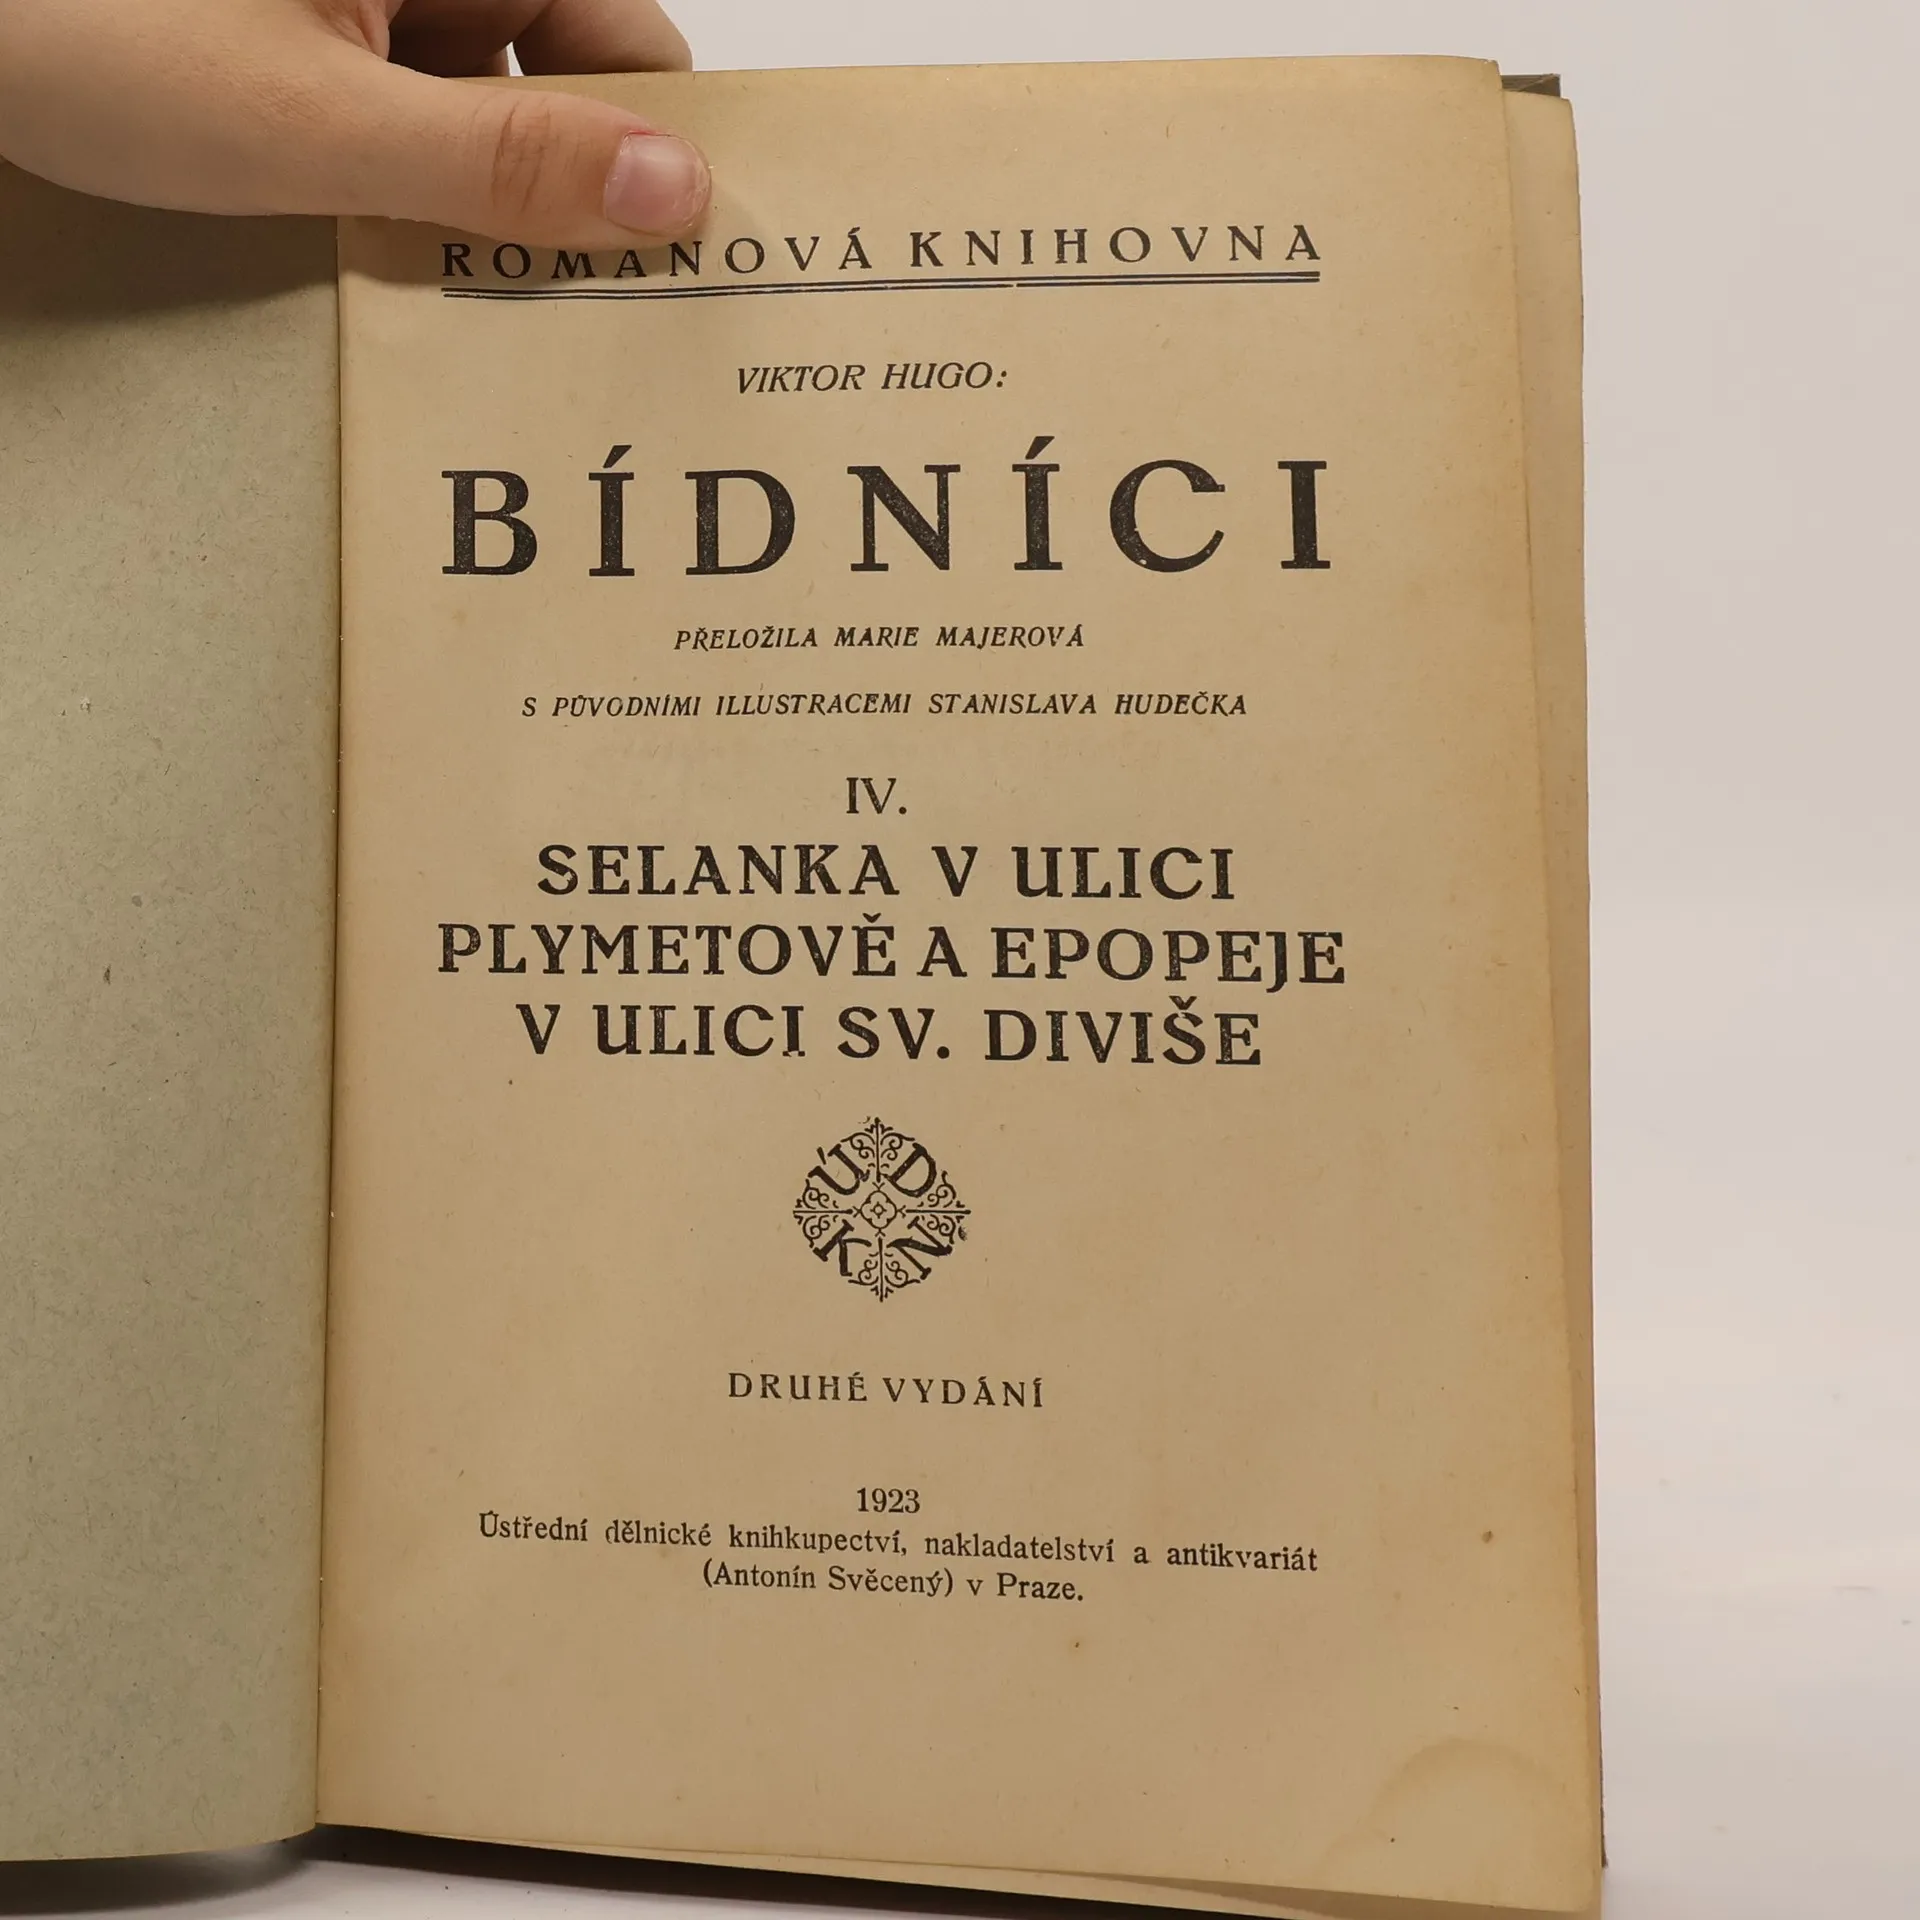 ROMANOVÁ KNIHOVNA
VIKTOR HUGO:
BÍDNÍCI
PŘELOŽILA MARIE MAJEROVÁ
S PŮVODNÍMI ILLUSTRACEMI STANISLAVA HUDEČKA
IV.
SELANKA V ULICI
PLYMETOVĚ A EPOPEJE
V ULICI SV. DIVIŠE
Ú D
K N
DRUHÉ VYDÁNÍ
1923
Ústřední dělnické knihkupectví, nakladatelství a antikvariát
(Antonín Svěcený) v Praze.